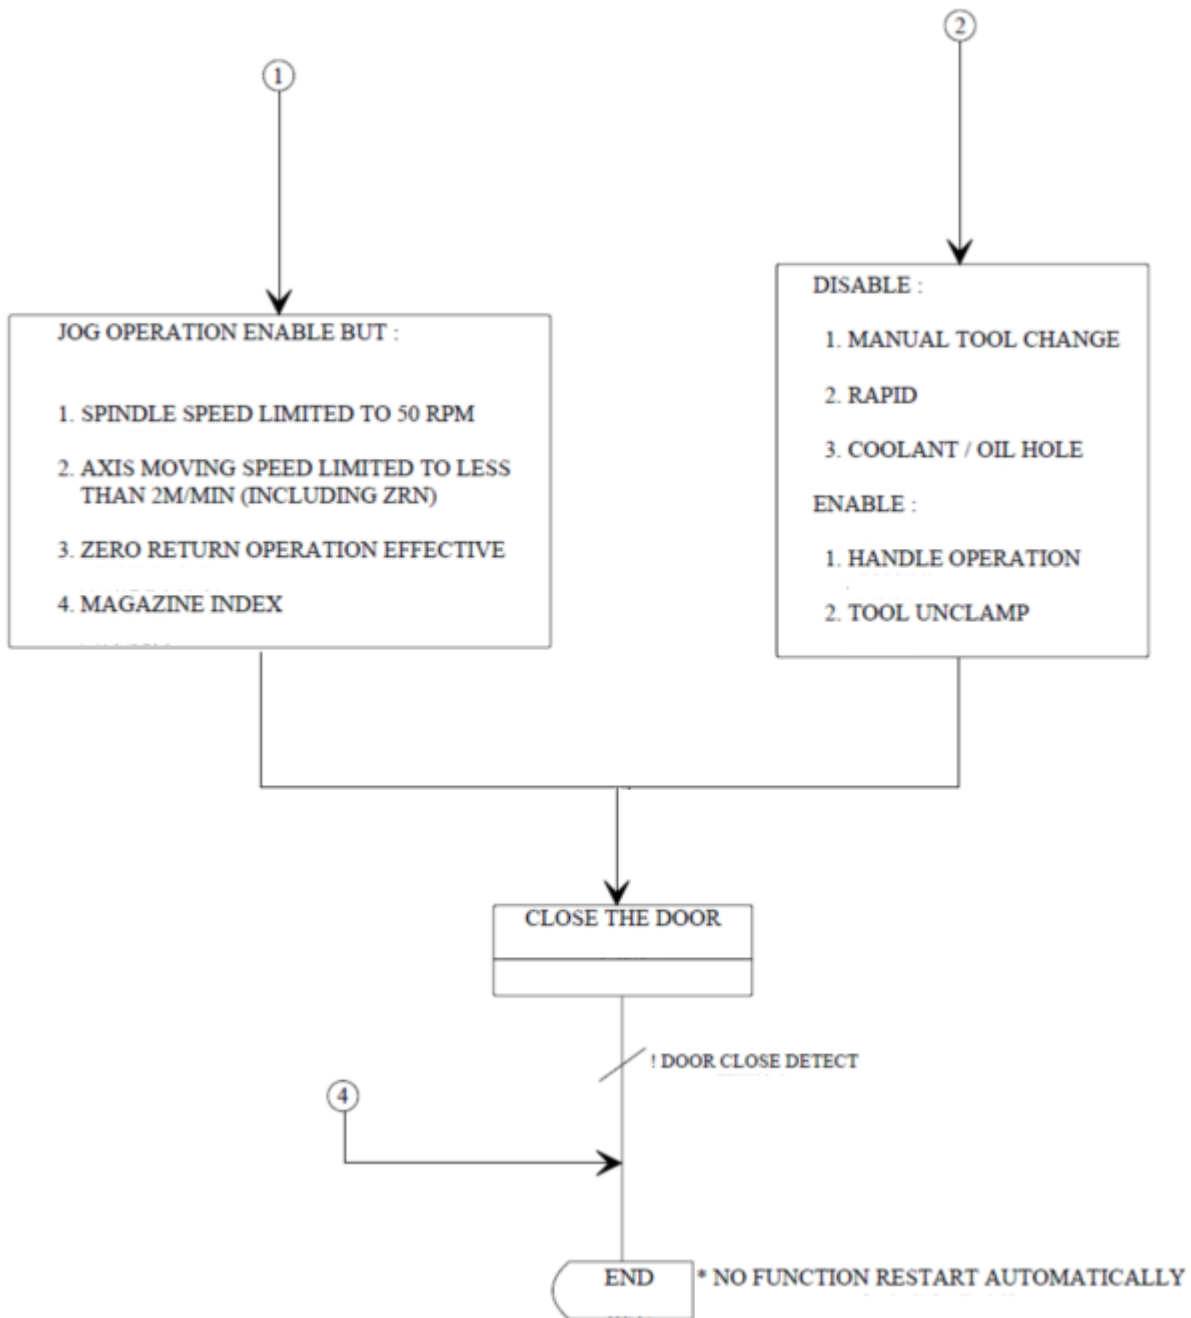 2
1
DISABLE :
1. MANUAL TOOL CHANGE
2. RAPID
3. COOLANT / OIL HOLE
ENABLE :
1. HANDLE OPERATION
2. TOOL UNCLAMP
JOG OPERATION ENABLE BUT :
1. SPINDLE SPEED LIMITED TO 50 RPM
2. AXIS MOVING SPEED LIMITED TO LESS
THAN 2M/MIN (INCLUDING ZRN)
3. ZERO RETURN OPERATION EFFECTIVE
4. MAGAZINE INDEX
CLOSE THE DOOR
! DOOR CLOSE DETECT
4
END
* NO FUNCTION RESTART AUTOMATICALLY